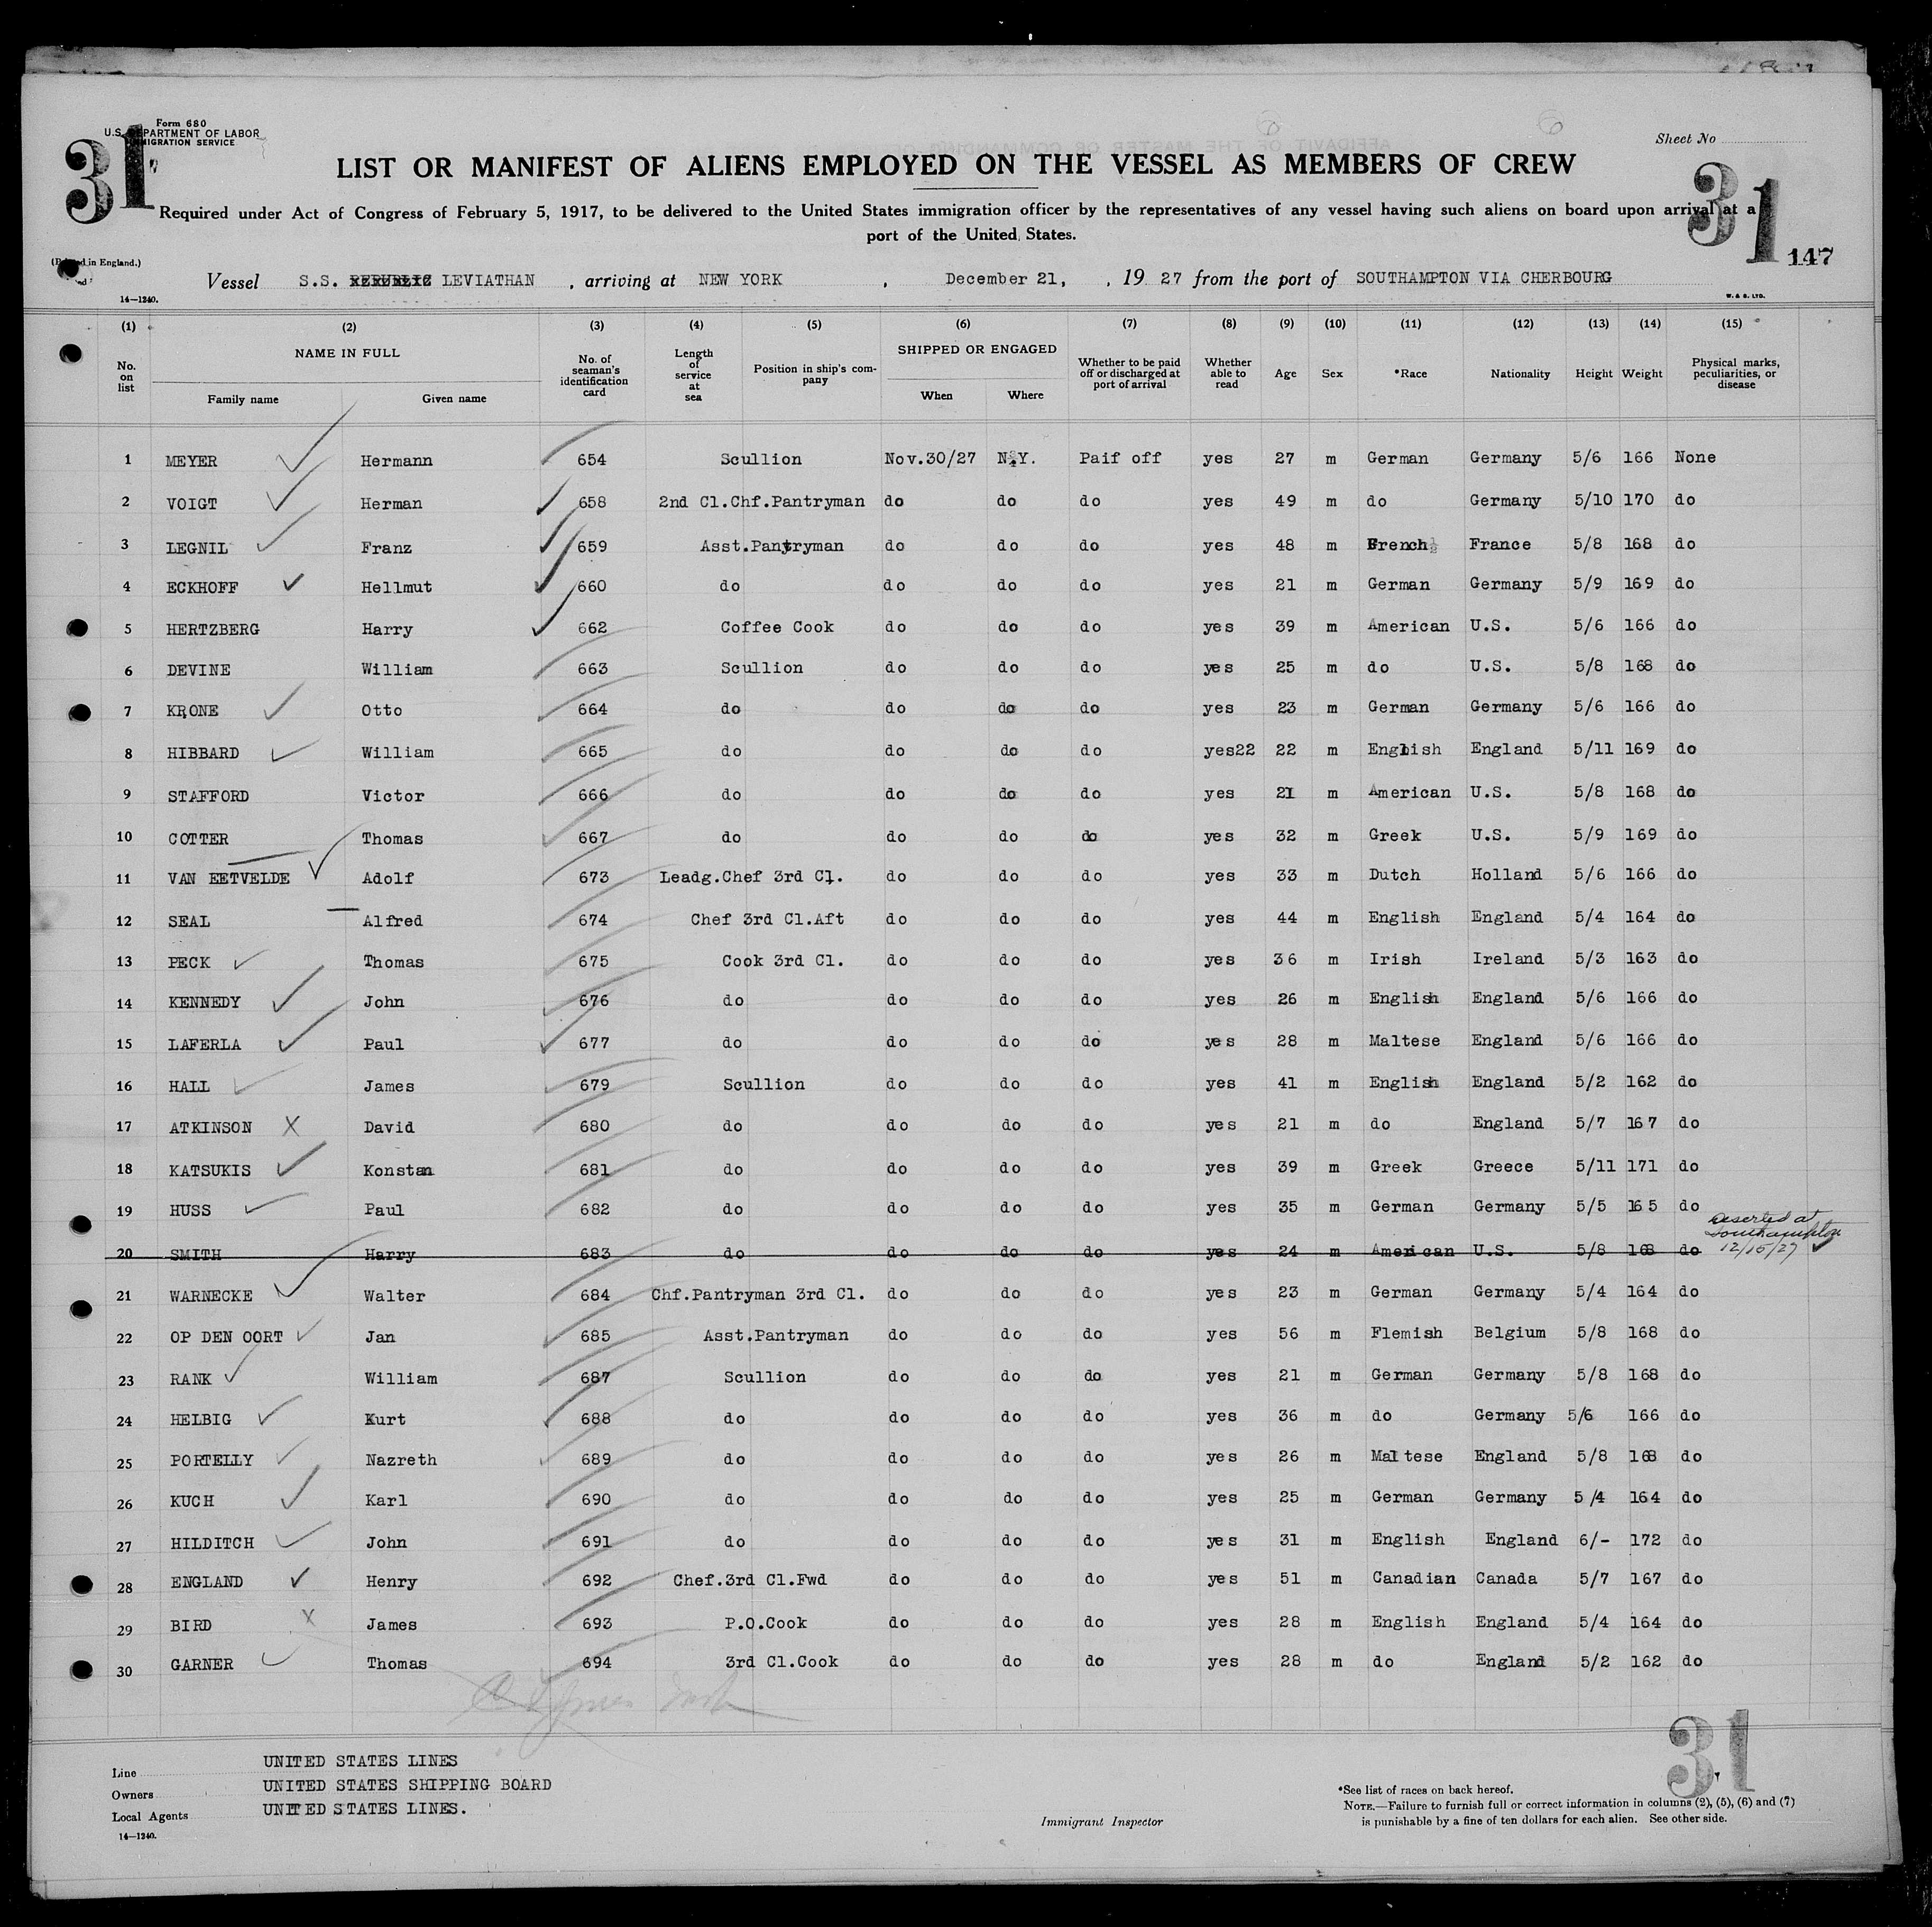 Form 680
U.S. DEPARTMENT OF LABOR
IMMIGRATION SERVICE
31
Sheet No
31
147
LIST OR MANIFEST OF ALIENS EMPLOYED ON THE VESSEL AS MEMBERS OF CREW
Required under Act of Congress of February 5, 1917, to be delivered to the United States immigration officer by the representatives of any vessel having such aliens on board upon arrival at a
port of the United States.
(Printed in England.)
Vessel S.S. REPUBLIC LEVIATHAN , arriving at NEW YORK , December 21, , 19 27 from the port of SOUTHAMPTON VIA CHERBOURG
14—1240. W. & S. LTD.
(1) (2) (3) (4) (5) (6) (7) (8) (9) (10) (11) (12) (13) (14) (15)
No. on list NAME IN FULL Family name Given name No. of seaman's identification card Length of service at sea Position in ship's company SHIPPED OR ENGAGED When Where Whether to be paid off or discharged at port of arrival Whether able to read Age Sex *Race Nationality Height Weight Physical marks, peculiarities, or disease
1 MEYER Hermann 654 Scullion Nov.30/27 N.Y. Paif off yes 27 m German Germany 5/6 166 None
2 VOIGT Herman 658 2nd Cl.Chf.Pantryman do do do yes 49 m do Germany 5/10 170 do
3 LEGNIL Franz 659 Asst.Pantryman do do do yes 48 m French France 5/8 168 do
4 ECKHOFF Hellmut 660 do do do do yes 21 m German Germany 5/9 169 do
5 HERTZBERG Harry 662 Coffee Cook do do do yes 39 m American U.S. 5/6 166 do
6 DEVINE William 663 Scullion do do do yes 25 m do U.S. 5/8 168 do
7 KRONE Otto 664 do do do do yes 23 m German Germany 5/6 166 do
8 HIBBARD William 665 do do do do yes22 22 m English England 5/11 169 do
9 STAFFORD Victor 666 do do do do yes 21 m American U.S. 5/8 168 do
10 COTTER Thomas 667 do do do do yes 32 m Greek U.S. 5/9 169 do
11 VAN EETVELDE Adolf 673 Leadg.Chef 3rd Cl. do do do yes 33 m Dutch Holland 5/6 166 do
12 SEAL Alfred 674 Chef 3rd Cl.Aft do do do yes 44 m English England 5/4 164 do
13 PECK Thomas 675 Cook 3rd Cl. do do do yes 36 m Irish Ireland 5/3 163 do
14 KENNEDY John 676 do do do do yes 26 m English England 5/6 166 do
15 LAFERLA Paul 677 do do do do yes 28 m Maltese England 5/6 166 do
16 HALL James 679 Scullion do do do yes 41 m English England 5/2 162 do
17 ATKINSON David 680 do do do do yes 21 m do England 5/7 167 do
18 KATSUKIS Konstan 681 do do do do yes 39 m Greek Greece 5/11 171 do
19 HUSS Paul 682 do do do do yes 35 m German Germany 5/5 165 do
20 SMITH Harry 683 do do do do yes 24 m American U.S. 5/8 168 do Deserted at Southampton 12/15/27
21 WARNECKE Walter 684 Chf.Pantryman 3rd Cl. do do do yes 23 m German Germany 5/4 164 do
22 OP DEN OORT Jan 685 Asst.Pantryman do do do yes 56 m Flemish Belgium 5/8 168 do
23 RANK William 687 Scullion do do do yes 21 m German Germany 5/8 168 do
24 HELBIG Kurt 688 do do do do yes 36 m do Germany 5/6 166 do
25 PORTELLY Nazreth 689 do do do do yes 26 m Maltese England 5/8 168 do
26 KUCH Karl 690 do do do do yes 25 m German Germany 5/4 164 do
27 HILDITCH John 691 do do do do yes 31 m English England 6/- 172 do
28 ENGLAND Henry 692 Chef.3rd Cl.Fwd do do do yes 51 m Canadian Canada 5/7 167 do
29 BIRD James 693 P.O.Cook do do do yes 28 m English England 5/4 164 do
30 GARNER Thomas 694 3rd Cl.Cook do do do yes 28 m do England 5/2 162 do
31
Line UNITED STATES LINES
Owners UNITED STATES SHIPPING BOARD
Local Agents UNITED STATES LINES.
14—1240.
Immigrant Inspector
*See list of races on back hereof.
NOTE.—Failure to furnish full or correct information in columns (2), (5), (6) and (7)
is punishable by a fine of ten dollars for each alien. See other side.